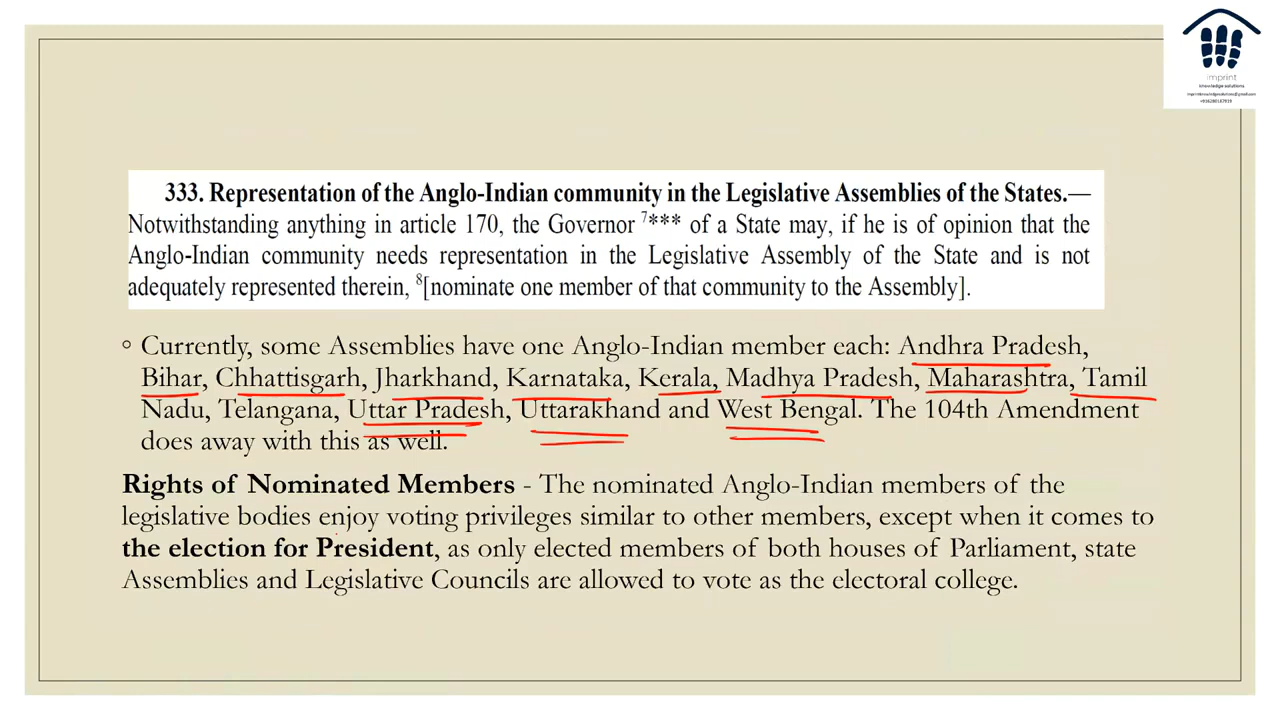 imprint
knowledge solutions
imprintknowledgesolutions@gmail.com
+916280187919
333. Representation of the Anglo-Indian community in the Legislative Assemblies of the States.—
Notwithstanding anything in article 170, the Governor 7*** of a State may, if he is of opinion that the
Anglo-Indian community needs representation in the Legislative Assembly of the State and is not
adequately represented therein, 8[nominate one member of that community to the Assembly].
◦ Currently, some Assemblies have one Anglo-Indian member each: Andhra Pradesh,
Bihar, Chhattisgarh, Jharkhand, Karnataka, Kerala, Madhya Pradesh, Maharashtra, Tamil
Nadu, Telangana, Uttar Pradesh, Uttarakhand and West Bengal. The 104th Amendment
does away with this as well.
Rights of Nominated Members - The nominated Anglo-Indian members of the
legislative bodies enjoy voting privileges similar to other members, except when it comes to
the election for President, as only elected members of both houses of Parliament, state
Assemblies and Legislative Councils are allowed to vote as the electoral college.